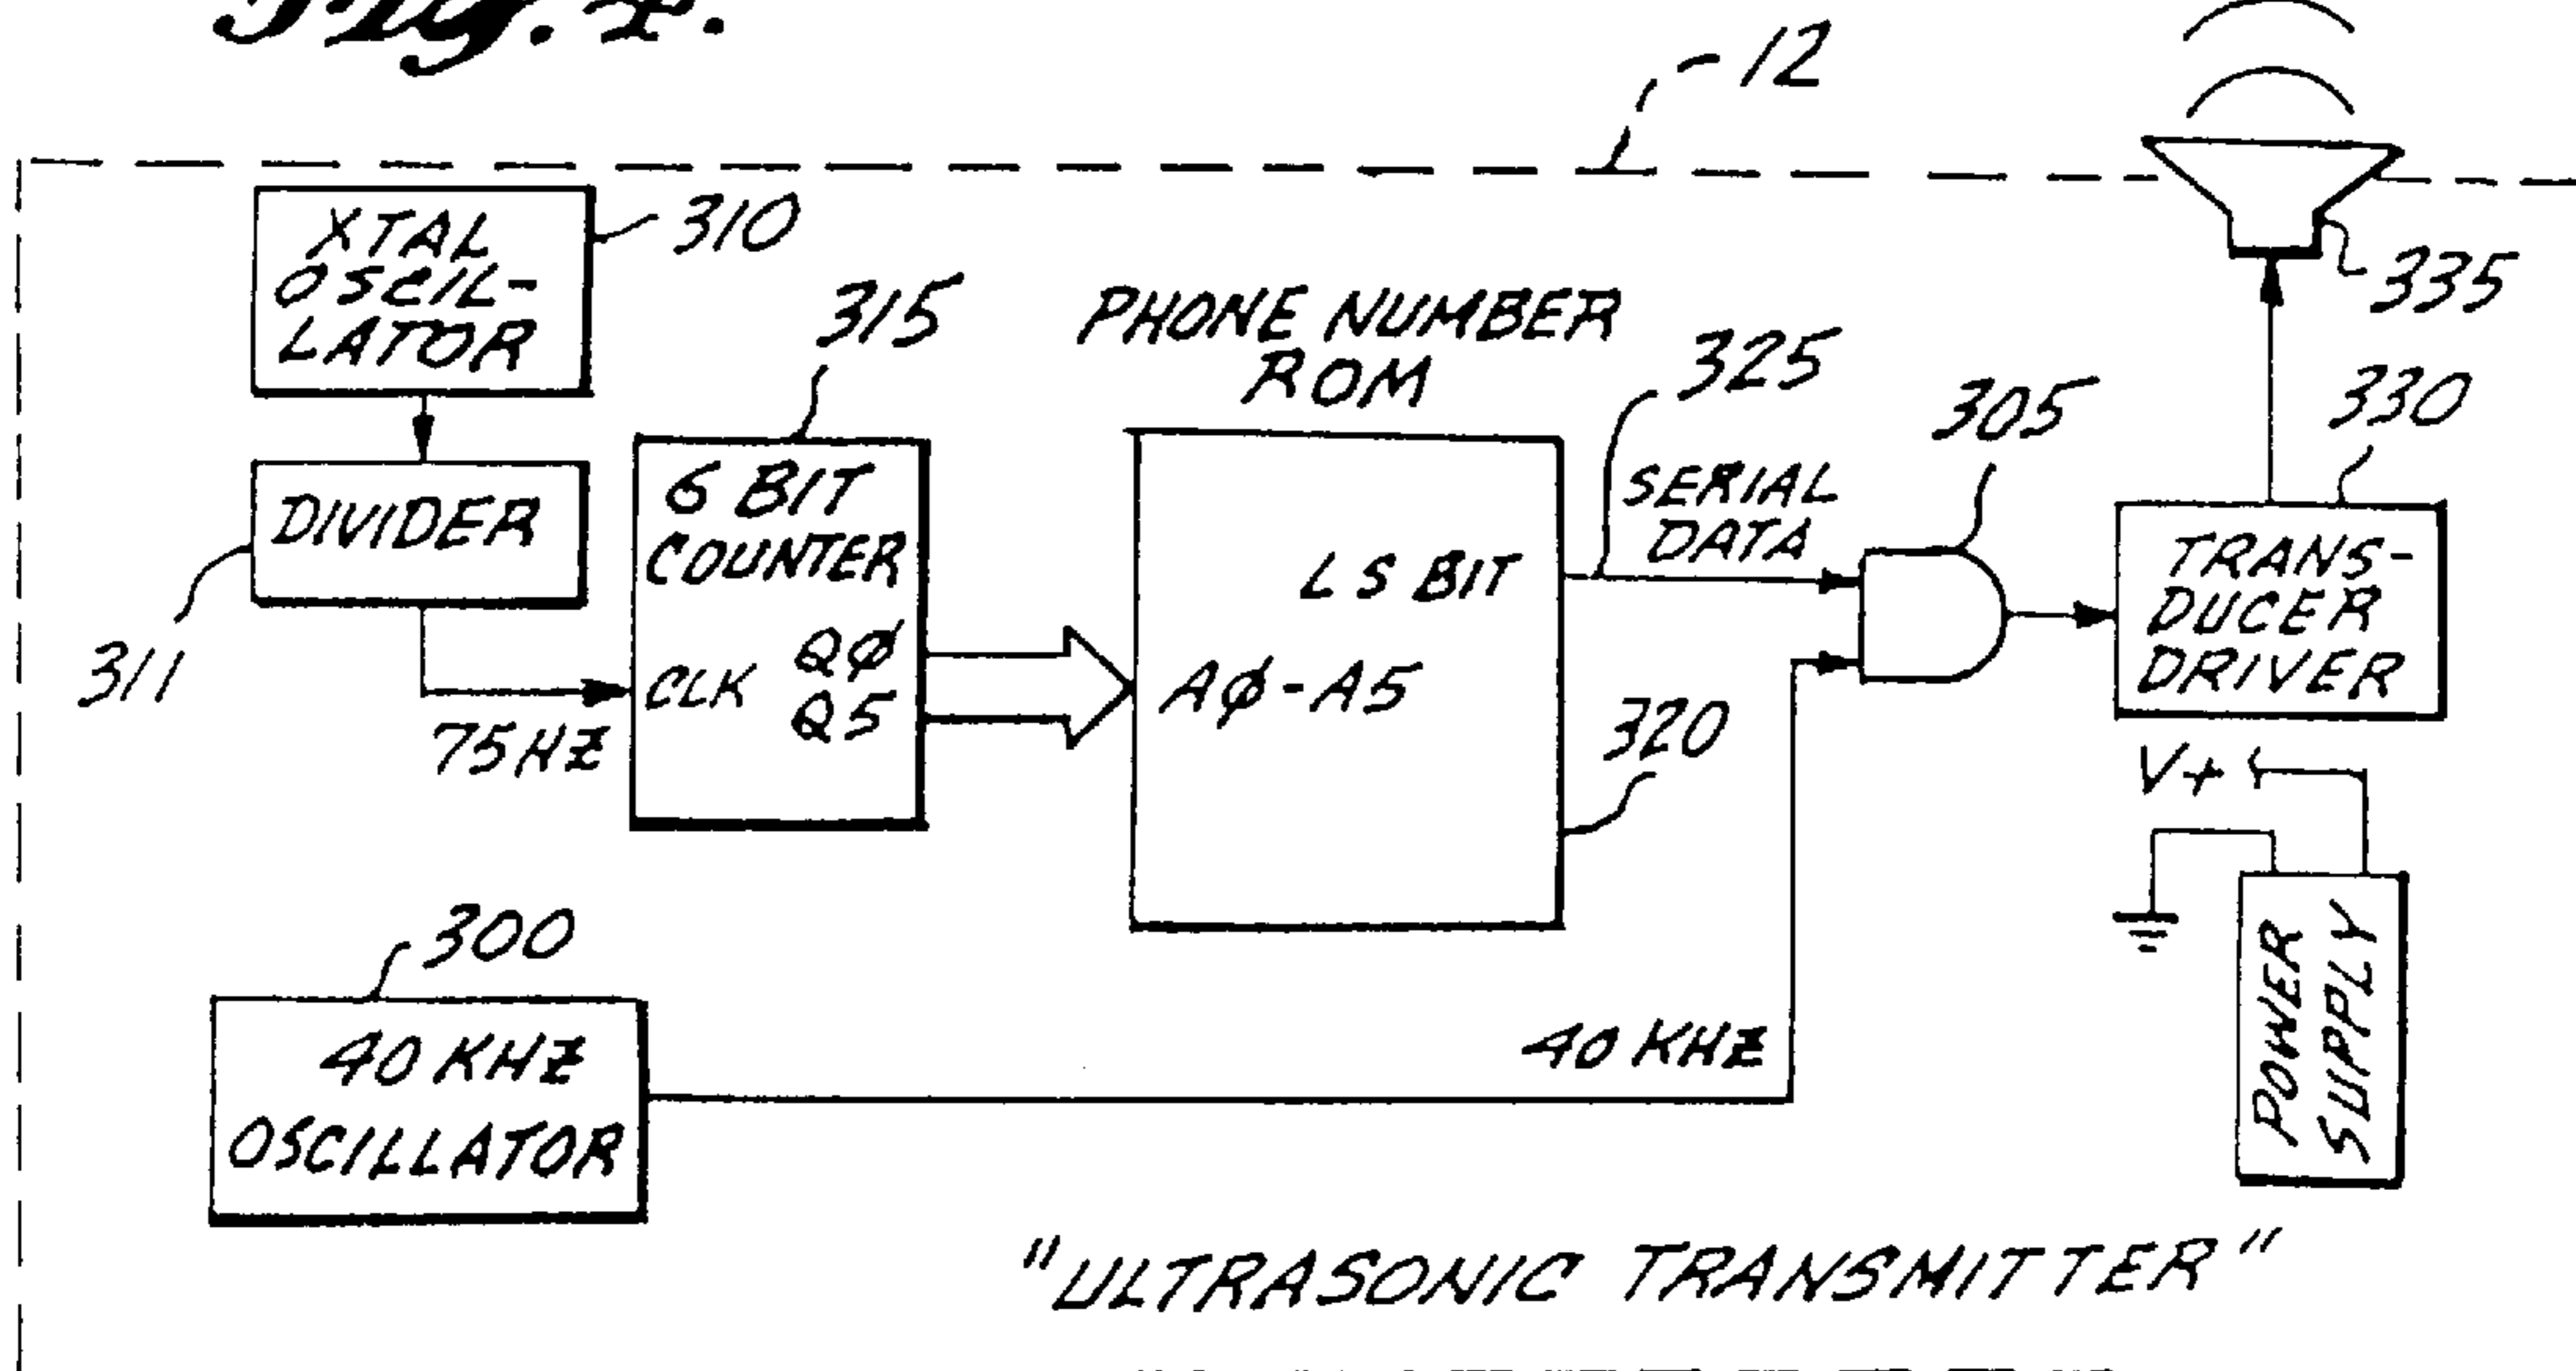 Fig. 4.
12
XTAL
OSCIL-
LATOR
310
DIVIDER
311
75HZ
315
6 BIT
COUNTER
CLK
QØ
Q5
PHONE NUMBER
ROM
LS BIT
AØ-A5
320
325
SERIAL
DATA
305
335
330
TRANS-
DUCER
DRIVER
V+
POWER
SUPPLY
300
40 KHZ
OSCILLATOR
40 KHZ
"ULTRASONIC TRANSMITTER"